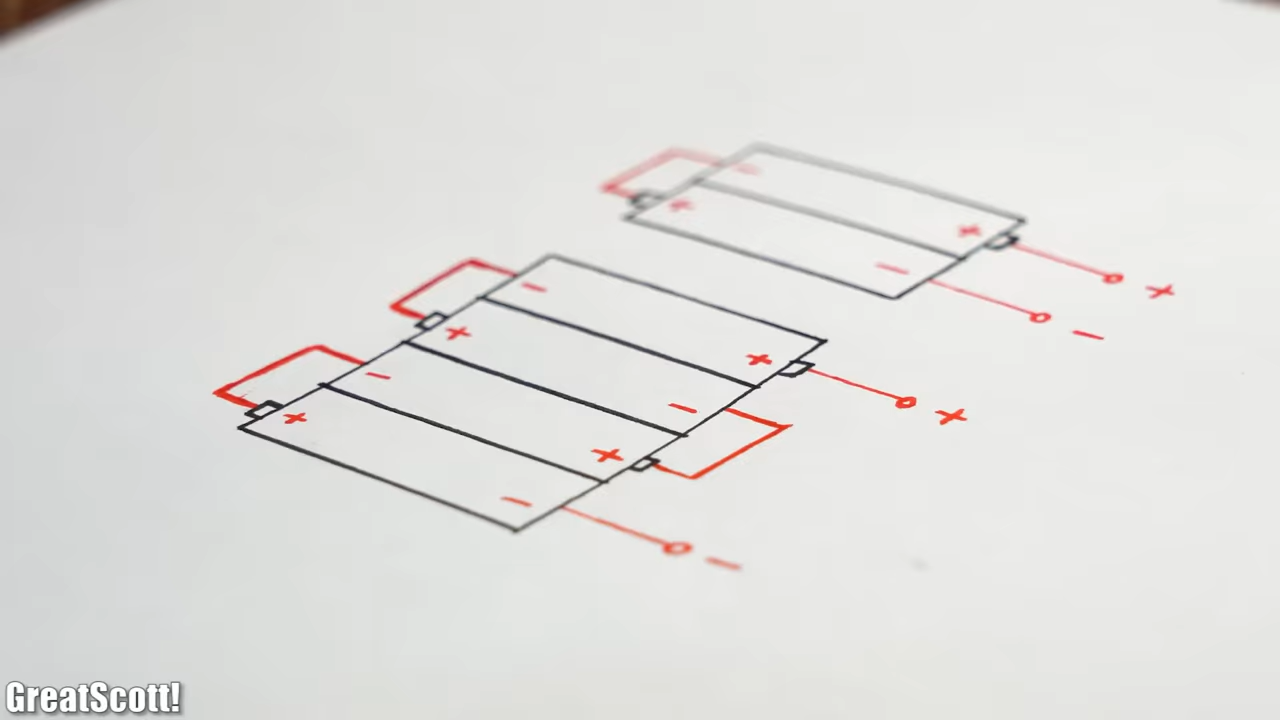 - +
+ - +
-
- +
+ - +
- + -
+ - -
GreatScott!